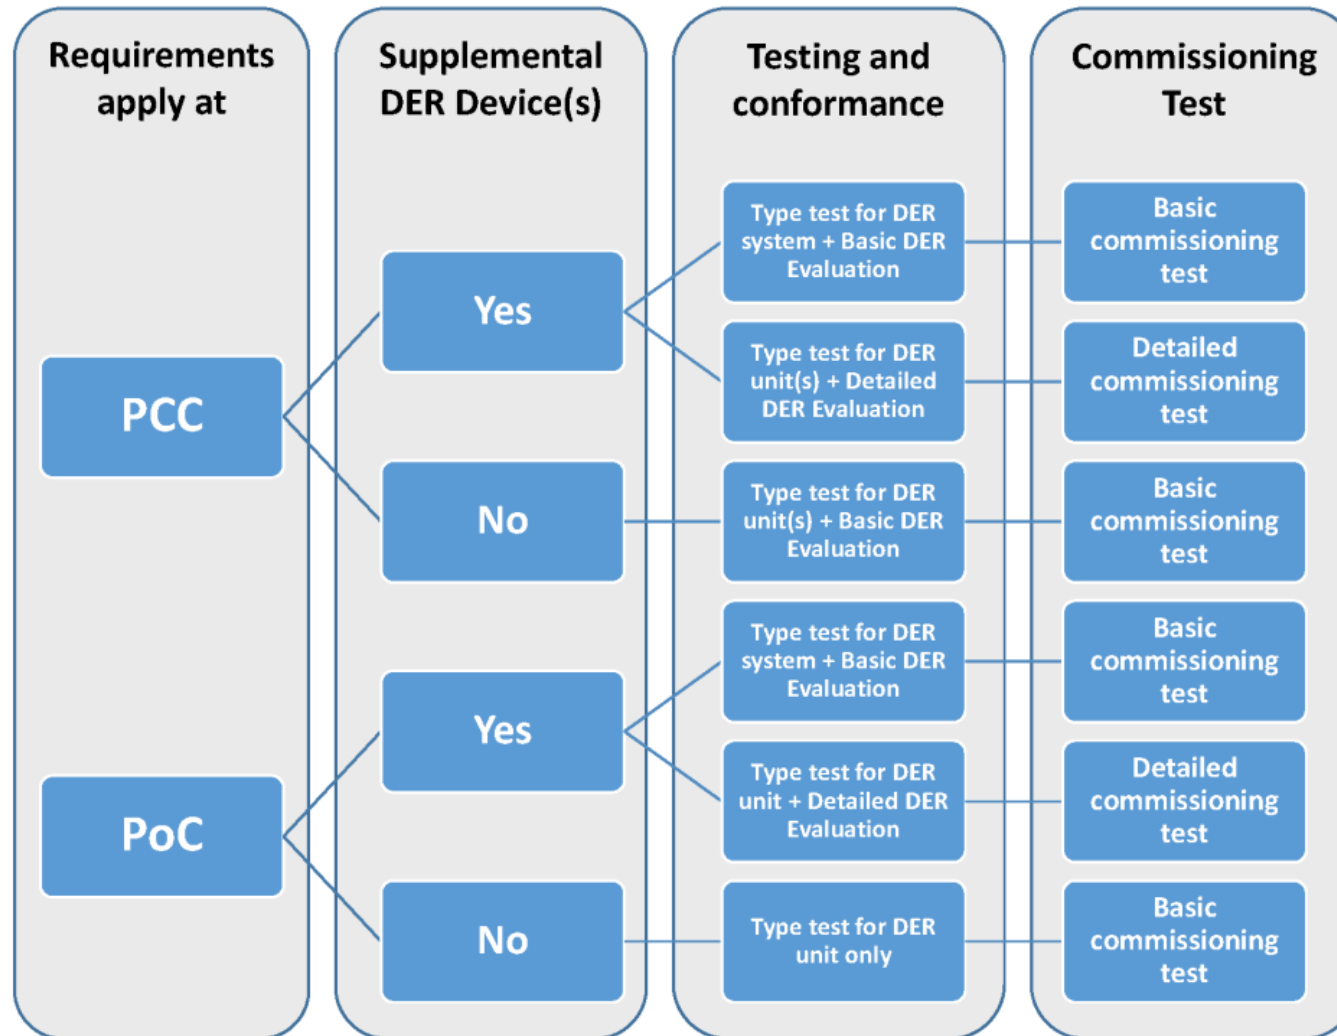 Requirements
apply at
Supplemental
DER Device(s)
Testing and
conformance
Commissioning
Test
PCC
Yes
Type test for DER
system + Basic DER
Evaluation
Basic
commissioning
test
Type test for DER
unit(s) + Detailed
DER Evaluation
Detailed
commissioning
test
No
Type test for DER
unit(s) + Basic DER
Evaluation
Basic
commissioning
test
PoC
Yes
Type test for DER
system + Basic DER
Evaluation
Basic
commissioning
test
Type test for DER
unit + Detailed DER
Evaluation
Detailed
commissioning
test
No
Type test for DER
unit only
Basic
commissioning
test